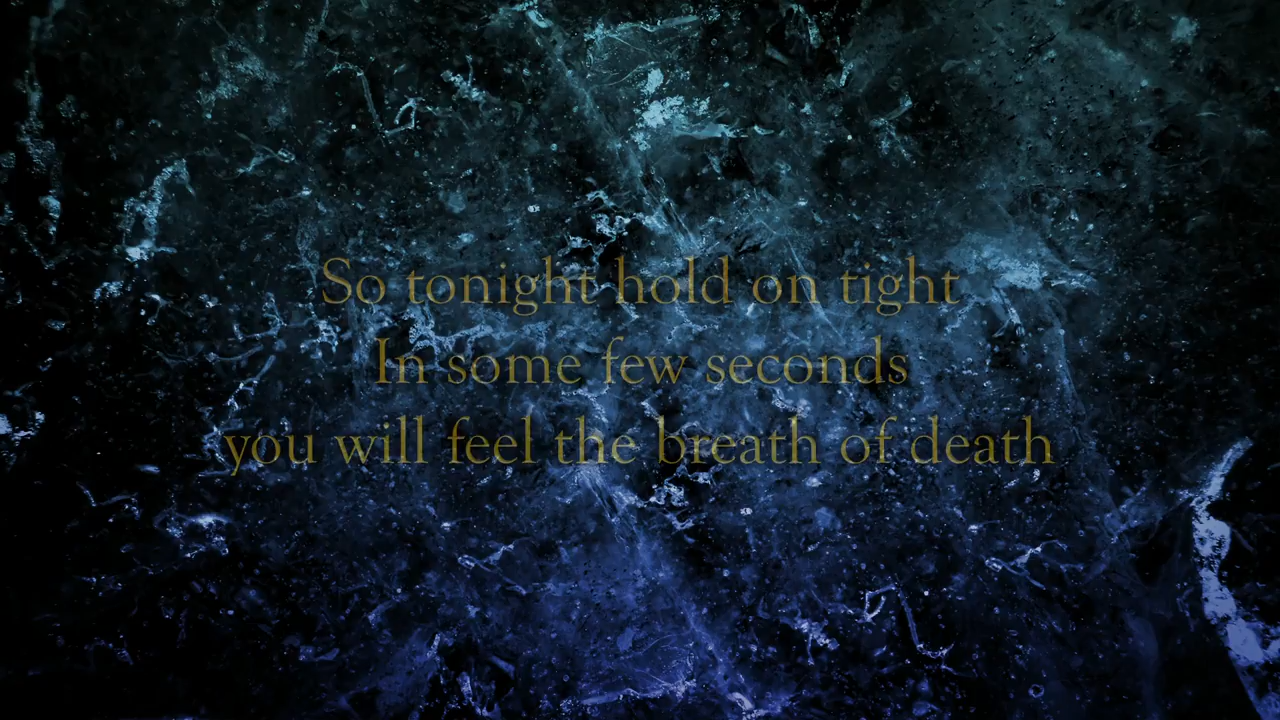 So tonight hold on tight
In some few seconds
you will feel the breath of death